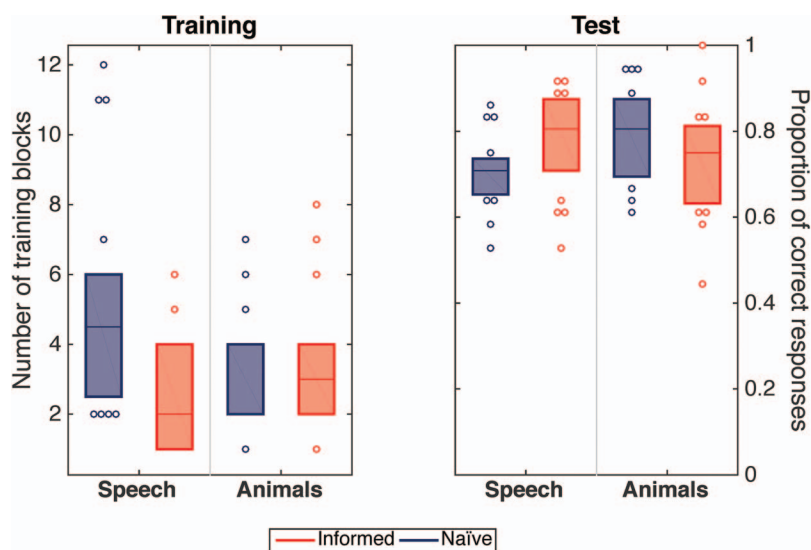 Training
Test
12
10
8
6
4
2
Number of training blocks
Speech
Animals
1
0.8
0.6
0.4
0.2
0
Proportion of correct responses
Speech
Animals
Informed
Naïve